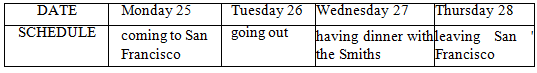 DATE Monday 25 Tuesday 26 Wednesday 27 Thursday 28
SCHEDULE coming to San Francisco going out having dinner with the Smiths leaving San ' Francisco